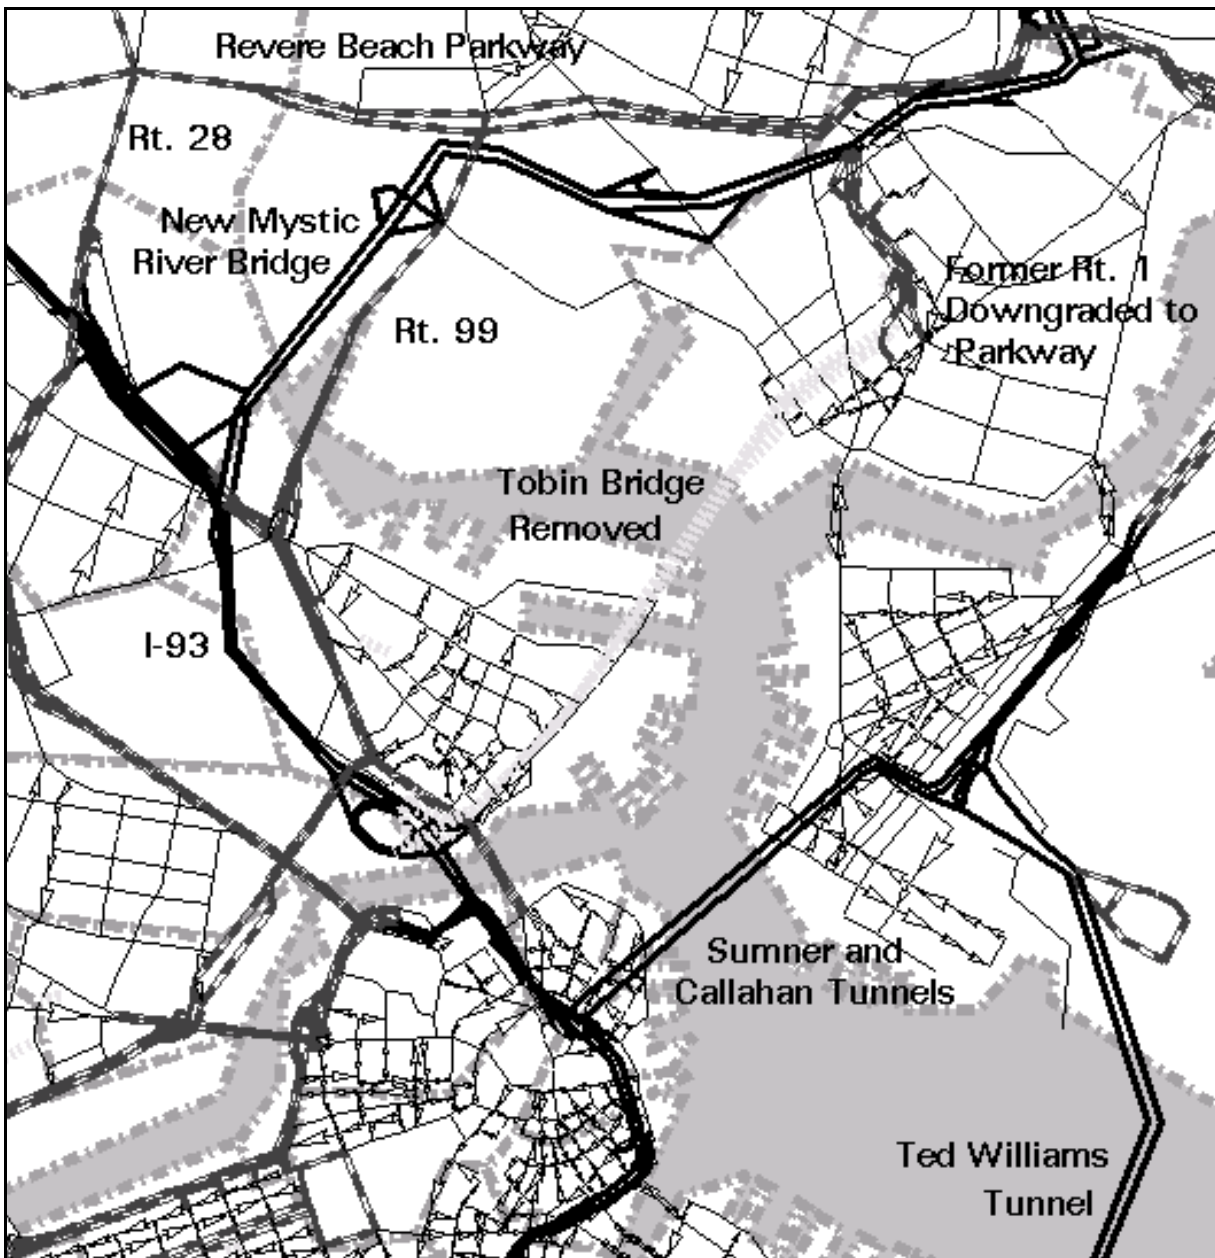 Revere Beach Parkway
Rt. 28
New Mystic
River Bridge
Former Rt. 1
Downgraded to
Parkway
Rt. 99
Tobin Bridge
Removed
I-93
Sumner and
Callahan Tunnels
Ted Williams
Tunnel